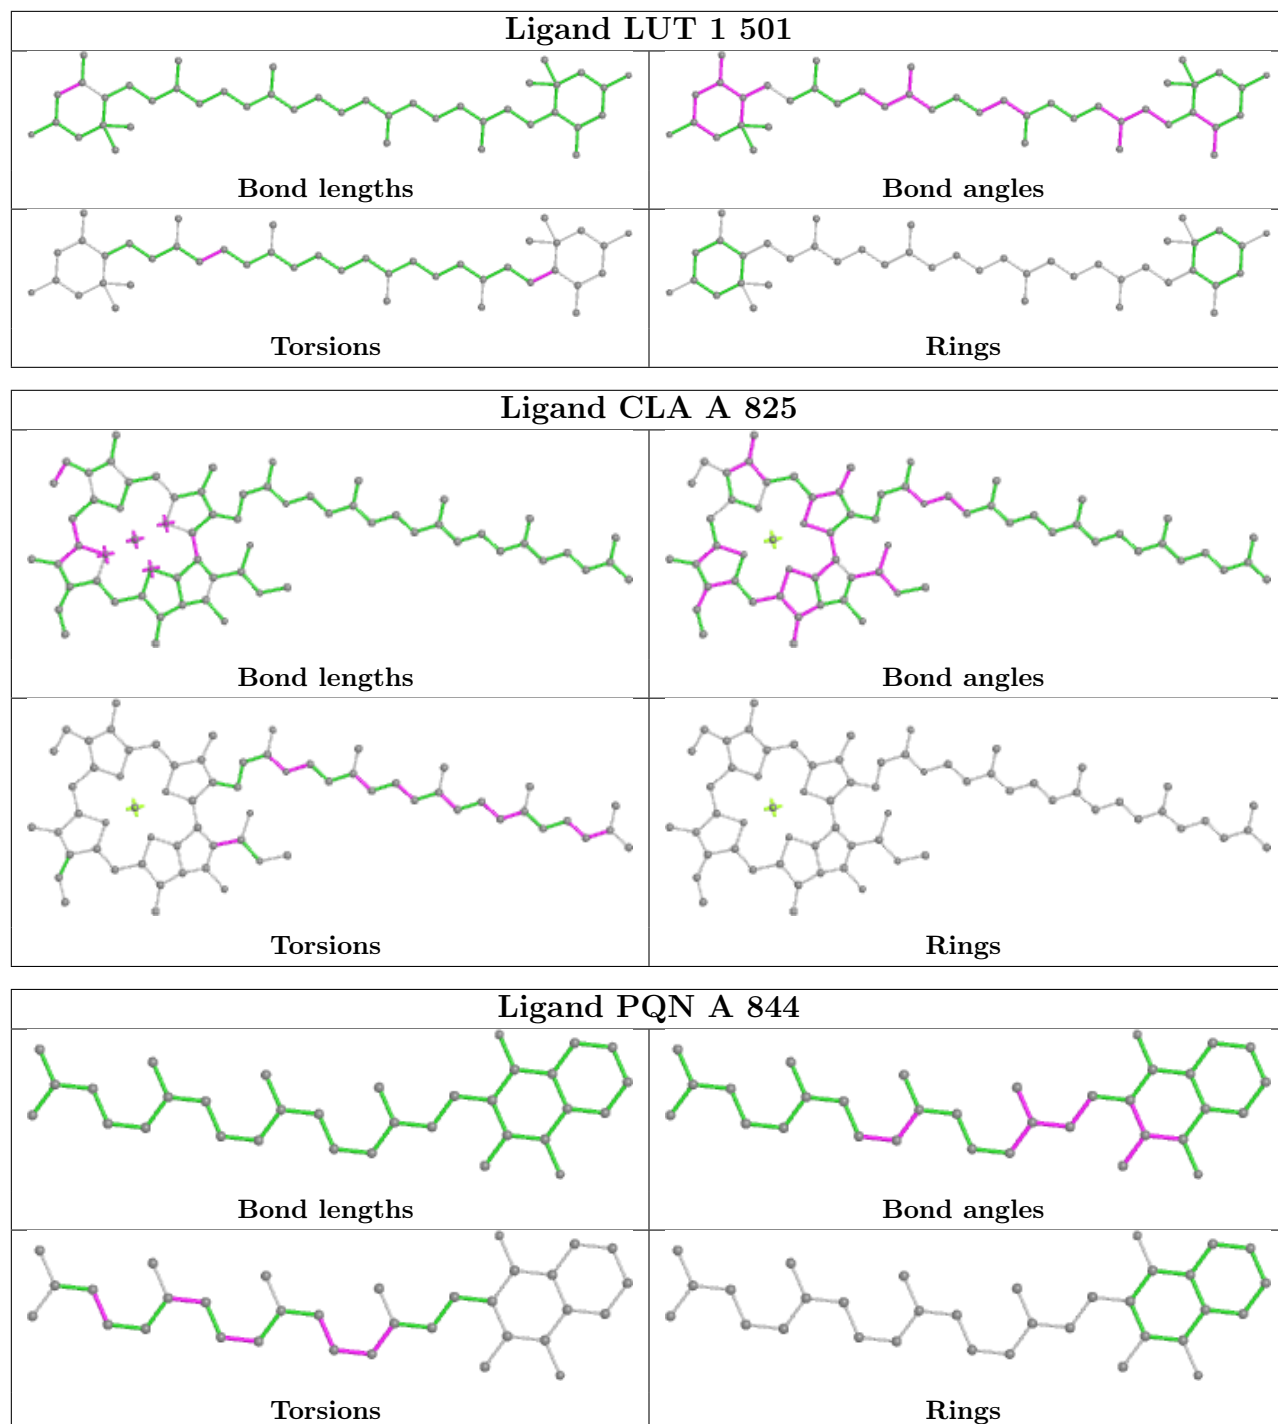 Ligand LUT 1 501
Bond lengths
Bond angles
Torsions
Rings
Ligand CLA A 825
Bond lengths
Bond angles
Torsions
Rings
Ligand PQN A 844
Bond lengths
Bond angles
Torsions
Rings